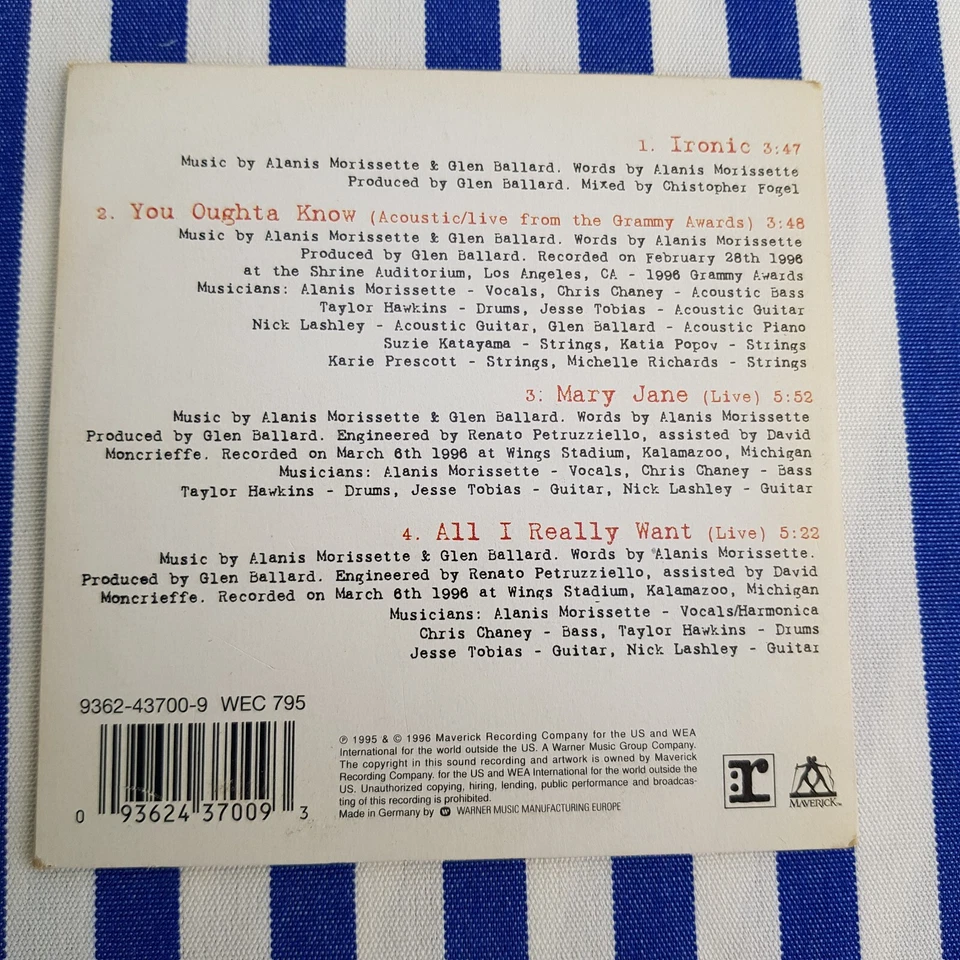 1. Ironic 3:47
Music by Alanis Morissette & Glen Ballard. Words by Alanis Morissette
Produced by Glen Ballard. Mixed by Chistopher Fogel
2. You Oughta Know (Acoustic/live from the Grammy Awards) 3:48
Music by Alanis Morissette & Glen Ballard. Words by Alanis Morissette
Produced by Glen Ballard. Recorded on February 28th 1996
at the Shrine Auditorium, Los Angeles, CA - 1996 Grammy Awards
Musicians: Alanis Morissette - Vocals, Chris Chaney - Acoustic Bass
Taylor Hawkins - Drums, Jesse Tobias - Acoustic Guitar
Nick Lashley - Acoustic Guitar, Glen Ballard - Acoustic Piano
Suzie Katayama - Strings, Katia Popov - Strings
Karie Prescott - Strings, Michelle Richards - Strings
3: Mary Jane (Live) 5:52
Music by Alanis Morissette & Glen Ballard. Words by Alanis Morissette
Produced by Glen Ballard. Engineered by Renato Petruzziello, assisted by David
Moncrieffe. Recorded on March 6th 1996 at Wings Stadium, Kalamazoo, Michigan
Musicians: Alanis Morissette - Vocals, Chris Chaney - Bass
Taylor Hawkins - Drums, Jesse Tobias - Guitar, Nick Lashley - Guitar
4. All I Really Want (Live) 5:22
Music by Alanis Morissette & Glen Ballard. Words by Alanis Morissette.
Produced by Glen Ballard. Engineered by Renato Petruzziello, assisted by David
Moncrieffe. Recorded on March 6th 1996 at Wings Stadium, Kalamazoo, Michigan
Musicians: Alanis Morissette - Vocals/Harmonica
Chris Chaney - Bass, Taylor Hawkins - Drums
Jesse Tobias - Guitar, Nick Lashley - Guitar
9362-43700-9 WEC 795
0 93624 37009 3
℗ 1995 & © 1996 Maverick Recording Company for the US and WEA
International for the world outside the US. A Warner Music Group Company.
The copyright in this sound recording and artwork is owned by Maverick
Recording Company. for the US and WEA International for the world outside the
US. Unauthorized copying, hiring, lending, public performance and broadcas-
ting of this recording is prohibited.
Made in Germany by WARNER MUSIC MANUFACTURING EUROPE
:r
MAVERICK™